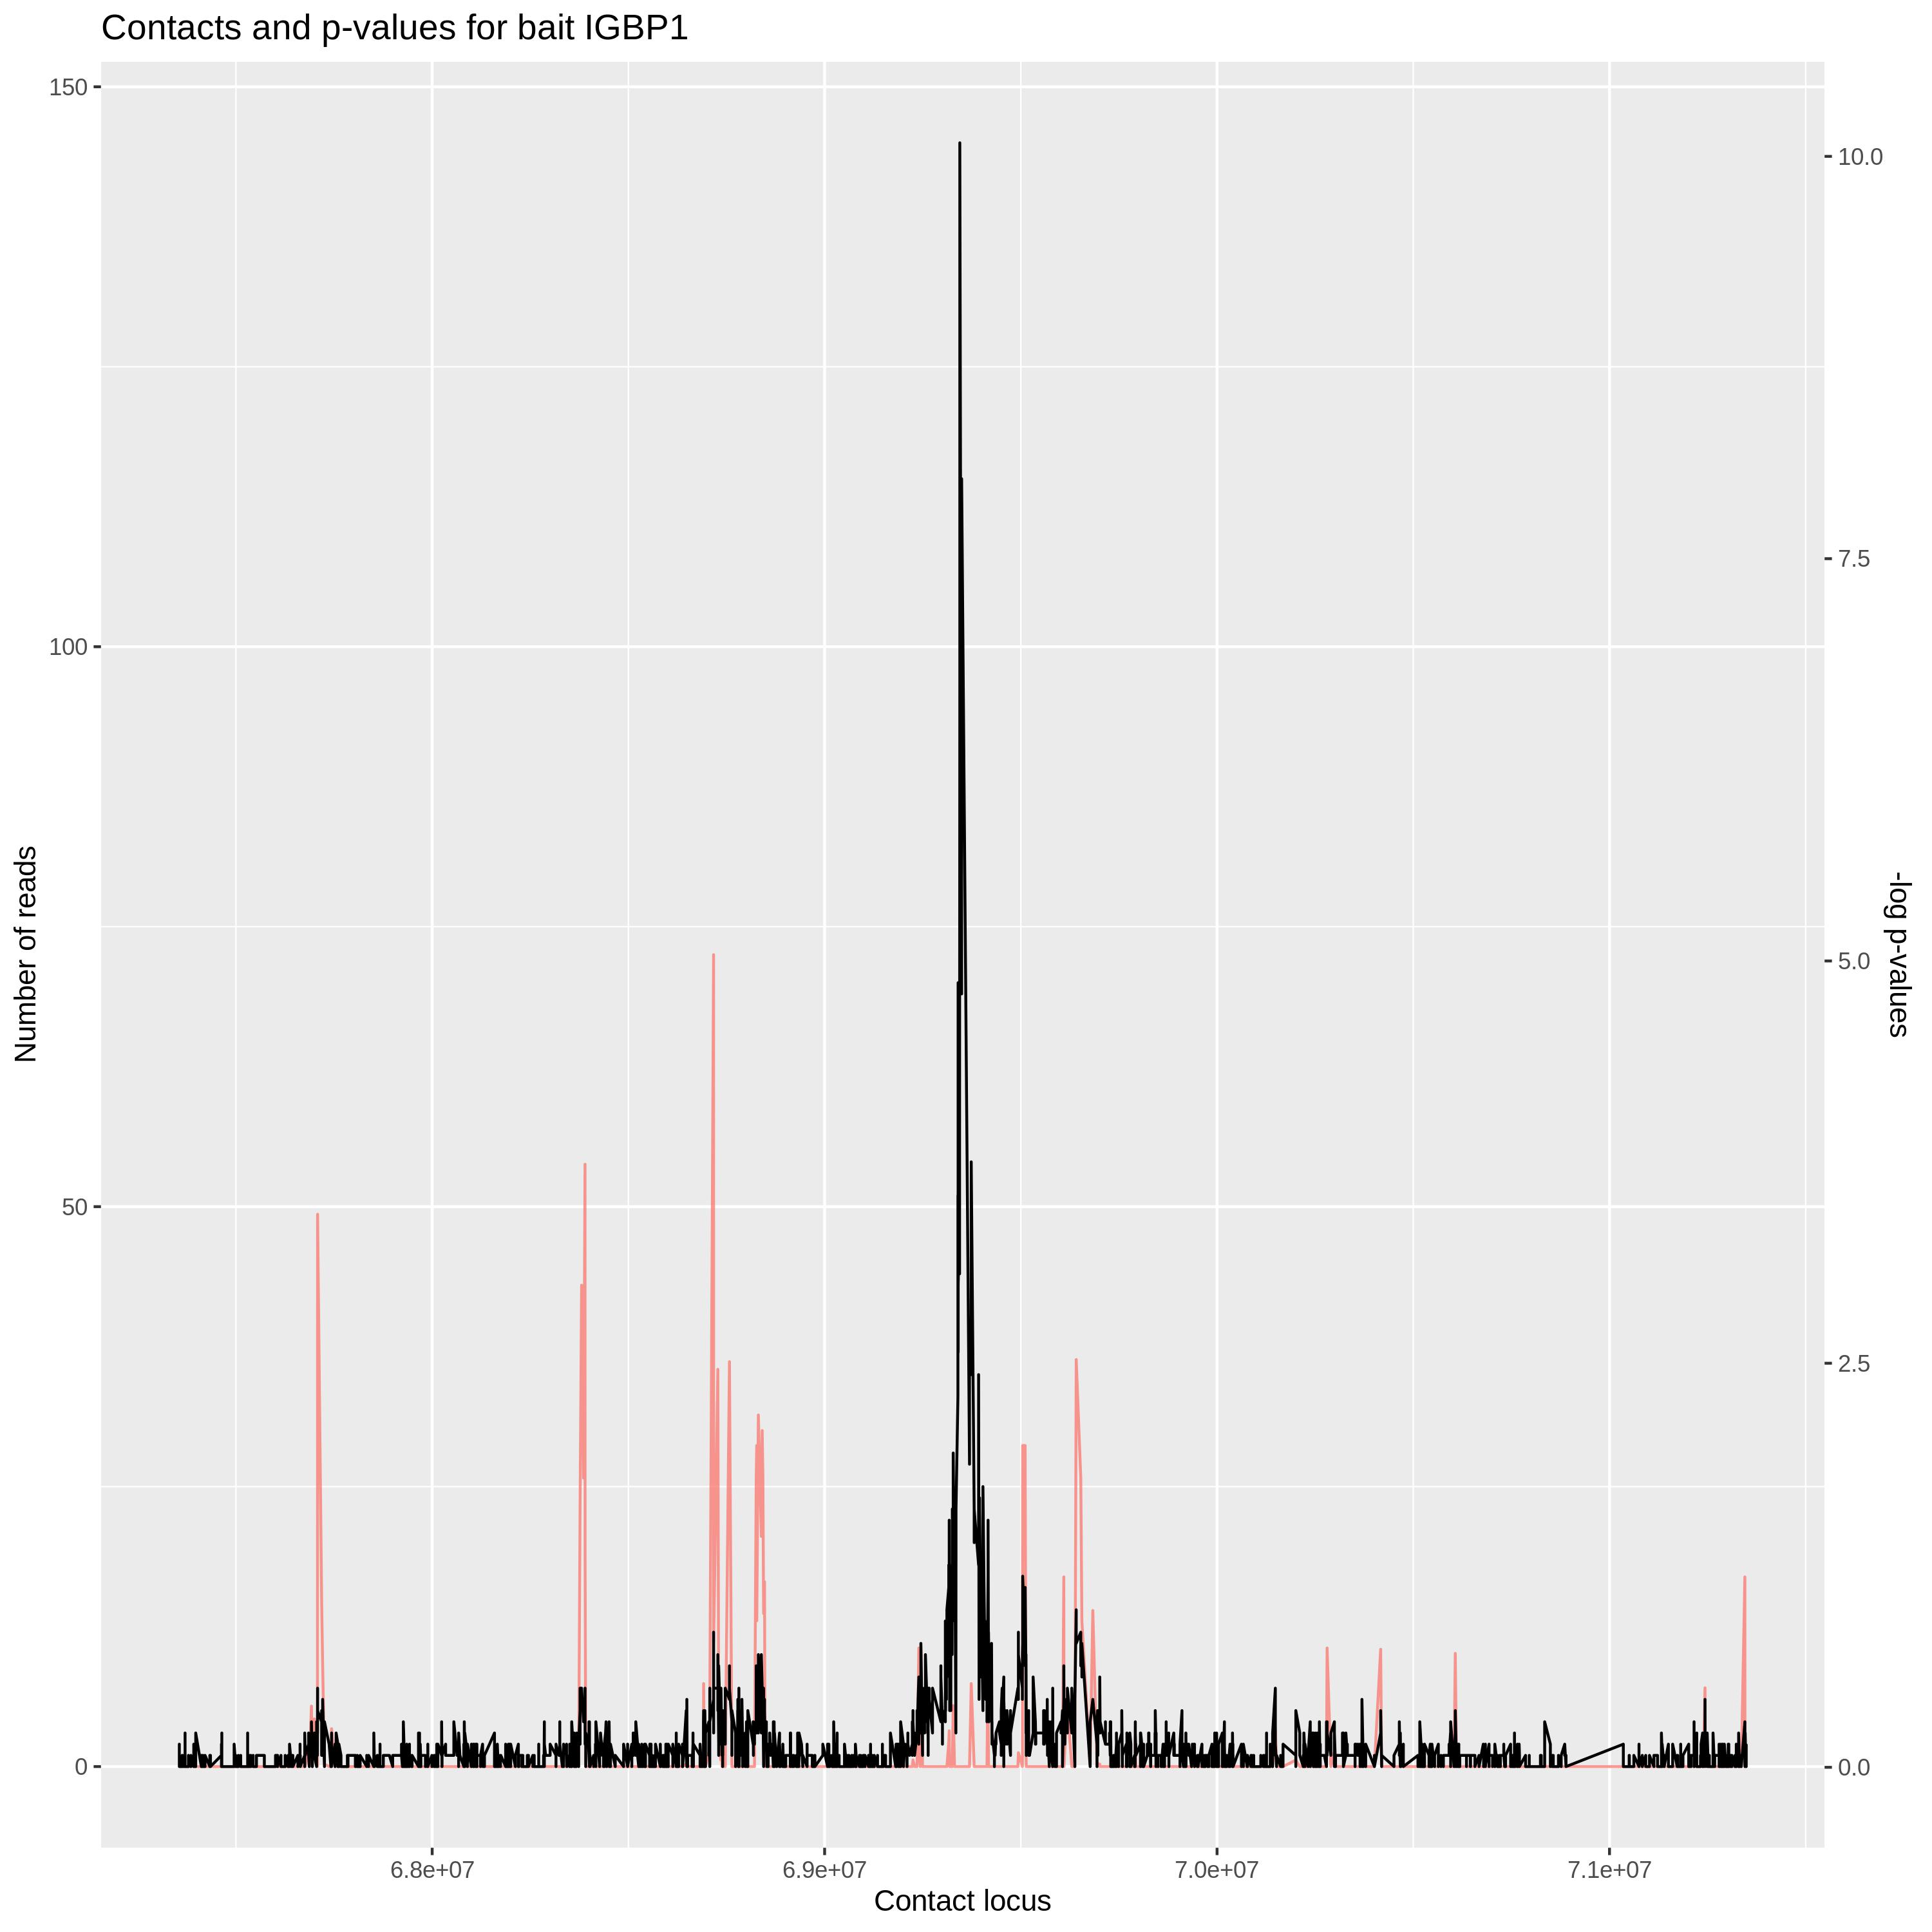 Contacts and p-values for bait IGBP1
150
100
50
0
Number of reads
10.0
7.5
5.0
2.5
0.0
-log p-values
6.8e+07
6.9e+07
7.0e+07
7.1e+07
Contact locus